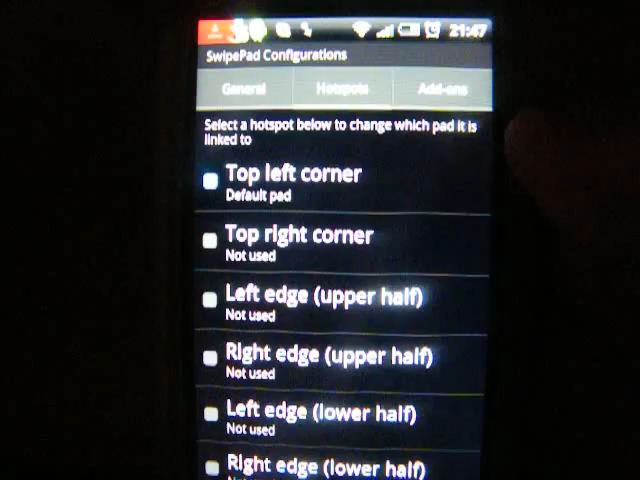 21:47
SwipePad Configurations
General Hotspots Add-ons
Select a hotspot below to change which pad it is
linked to
Top left corner
Default pad
Top right corner
Not used
Left edge (upper half)
Not used
Right edge (upper half)
Not used
Left edge (lower half)
Not used
Right edge (lower half)